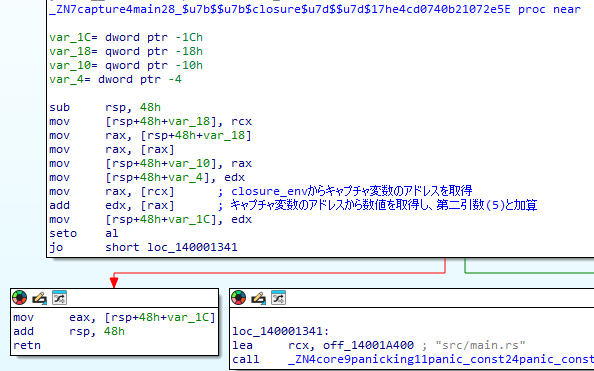 _ZN7capture4main28_$u7b$$u7b$closure$u7d$$u7d$17he4cd0740b21072e5E proc near
var_1C= dword ptr -1Ch
var_18= qword ptr -18h
var_10= qword ptr -10h
var_4= dword ptr -4
sub rsp, 48h
mov [rsp+48h+var_18], rcx
mov rax, [rsp+48h+var_18]
mov rax, [rax]
mov [rsp+48h+var_10], rax
mov [rsp+48h+var_4], edx
mov rax, [rcx] ; closure_envからキャプチャ変数のアドレスを取得
add edx, [rax] ; キャプチャ変数のアドレスから数値を取得し、第二引数(5)と加算
mov [rsp+48h+var_1C], edx
seto al
jo short loc_140001341
mov eax, [rsp+48h+var_1C]
add rsp, 48h
retn
loc_140001341:
lea rcx, off_14001A400 ; "src/main.rs"
call _ZN4core9panicking11panic_const24panic_const